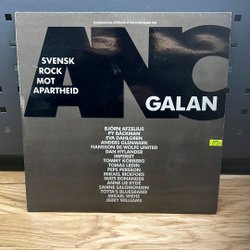 ANC
SVENSK
ROCK
MOT
APARTHEID
GALAN
BJÖRN AFZELIUS
PY BÄCKMAN
EVA DAHLGREN
ANDERS GLENMARK
HANSSON DE WOLFE UNITED
DAN HYLANDER
IMPERIET
TOMMY KÖRBERG
TOMAS LEDIN
PEPS PERSSON
MIKAEL RICKFORS
MATS RONANDER
ANNE-LIE RYDÉ
SANNE SALOMONSEN
TOTTA'S BLUESBAND
MIKAEL WIEHE
JERRY WILLIAMS